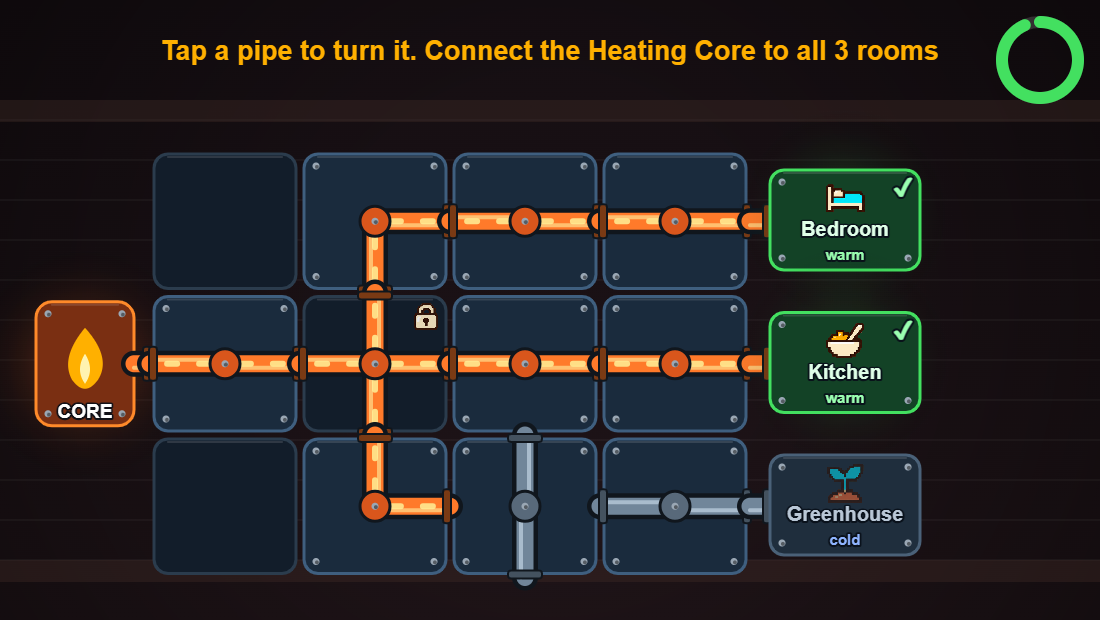 Tap a pipe to turn it. Connect the Heating Core to all 3 rooms
Bedroom
warm
CORE
Kitchen
warm
Greenhouse
cold